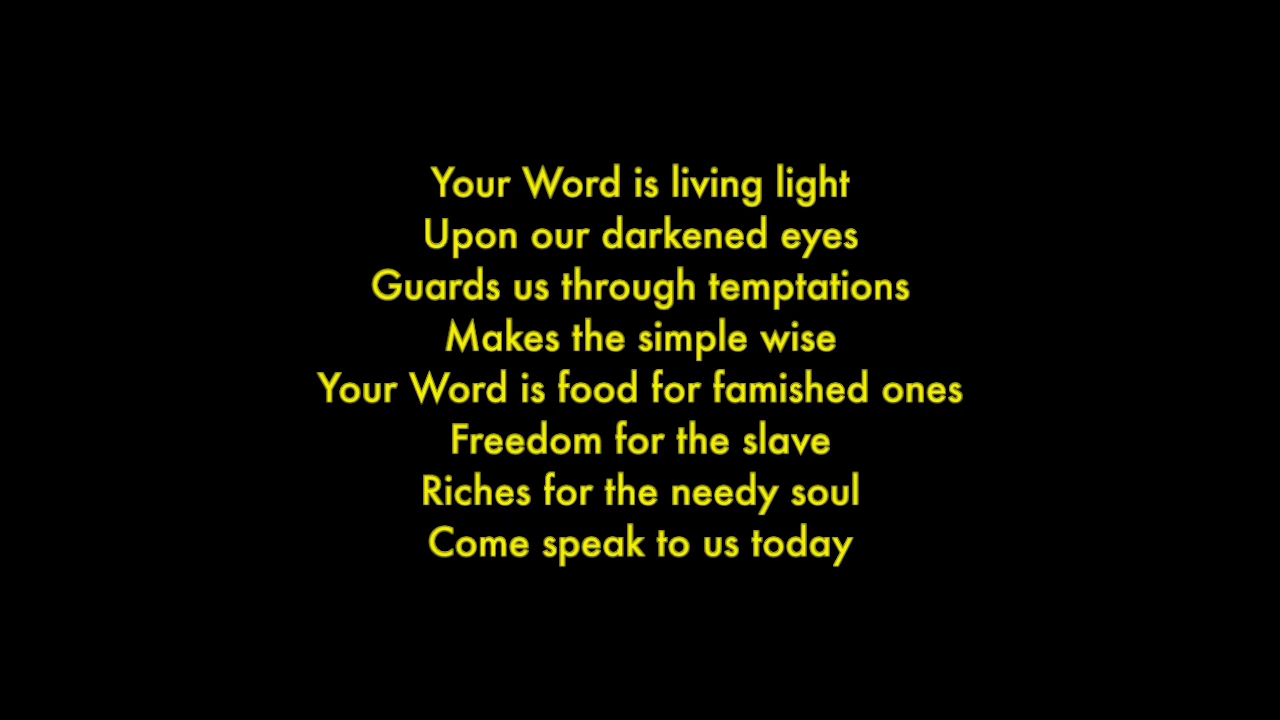 Your Word is living light
Upon our darkened eyes
Guards us through temptations
Makes the simple wise
Your Word is food for famished ones
Freedom for the slave
Riches for the needy soul
Come speak to us today